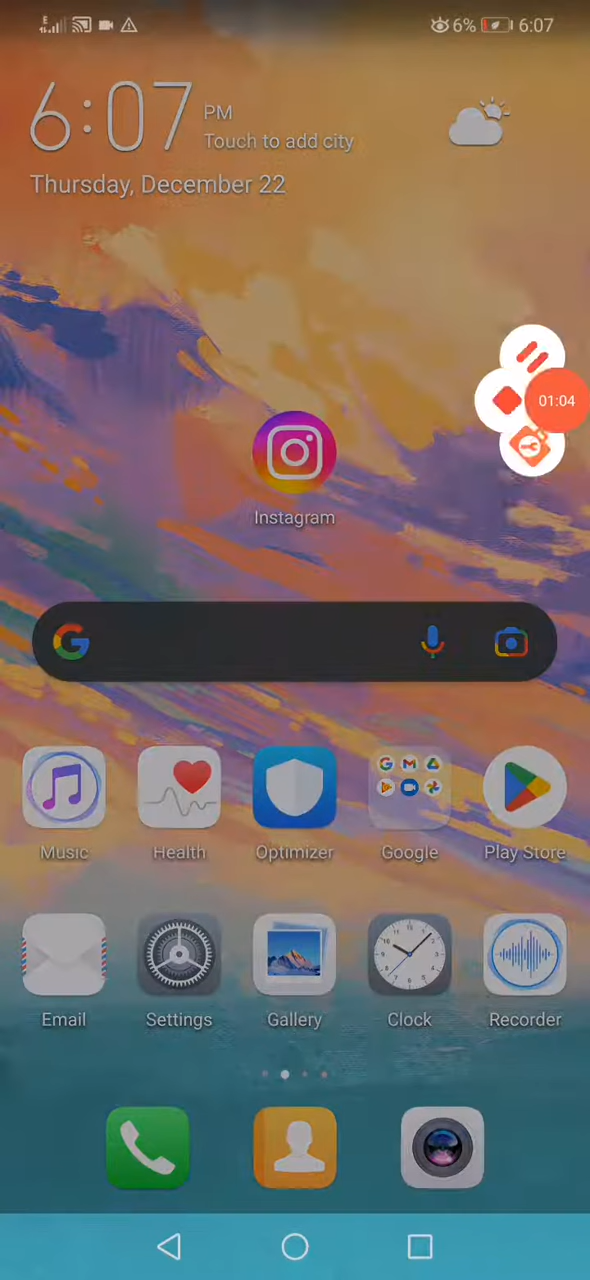 E
6% 6:07
6:07 PM
Touch to add city
Thursday, December 22
01:04
Instagram
Music Health Optimizer Google Play Store
Email Settings Gallery Clock Recorder